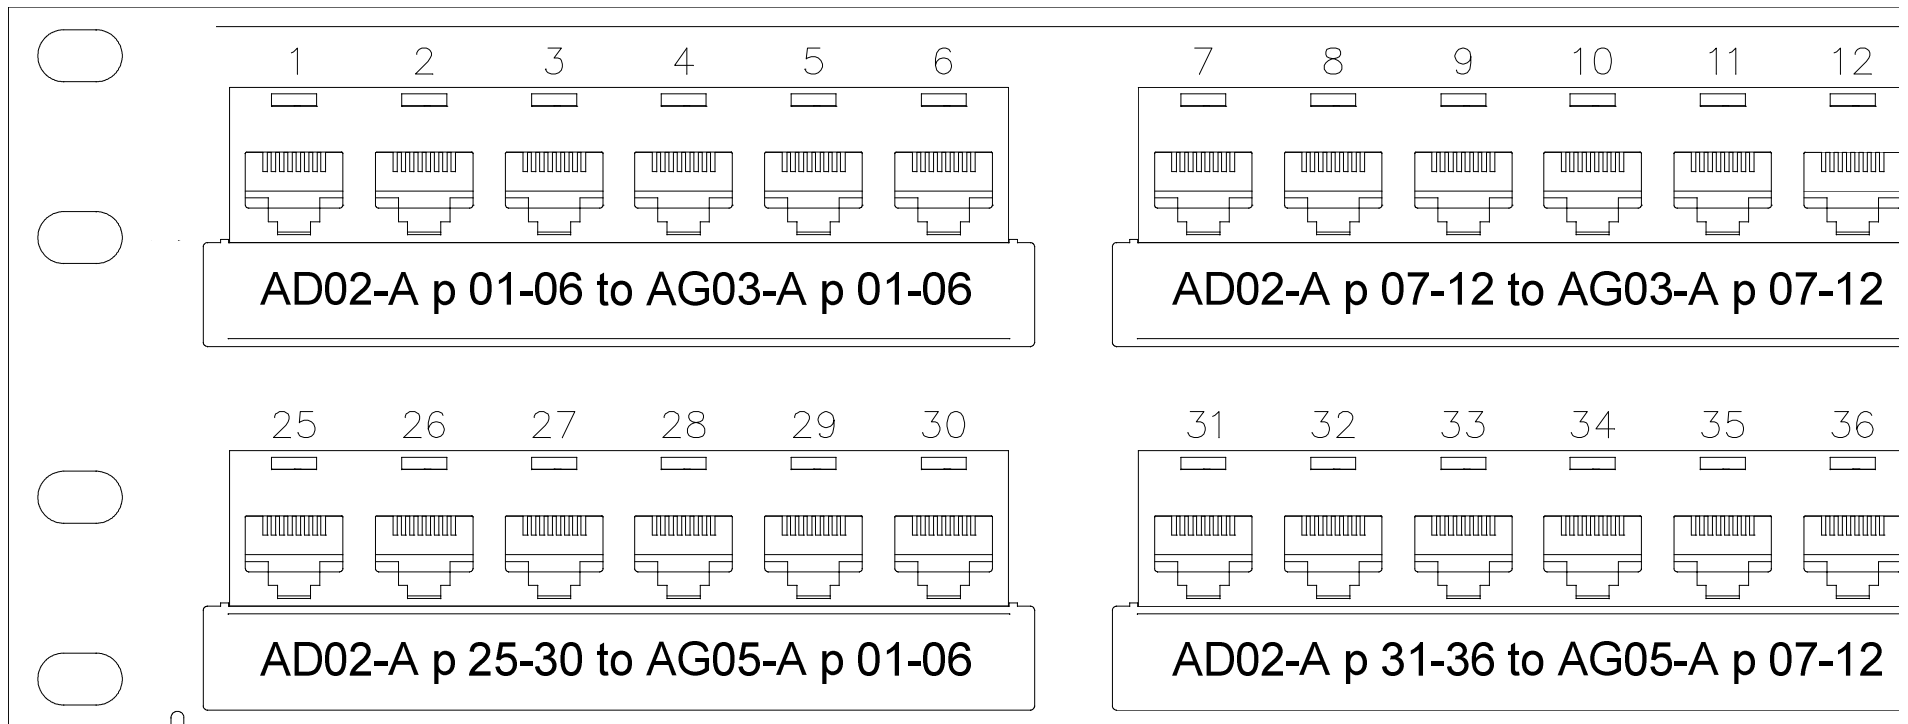 1 2 3 4 5 6 7 8 9 10 11 12
AD02-A p 01-06 to AG03-A p 01-06
AD02-A p 07-12 to AG03-A p 07-12
25 26 27 28 29 30 31 32 33 34 35 36
AD02-A p 25-30 to AG05-A p 01-06
AD02-A p 31-36 to AG05-A p 07-12